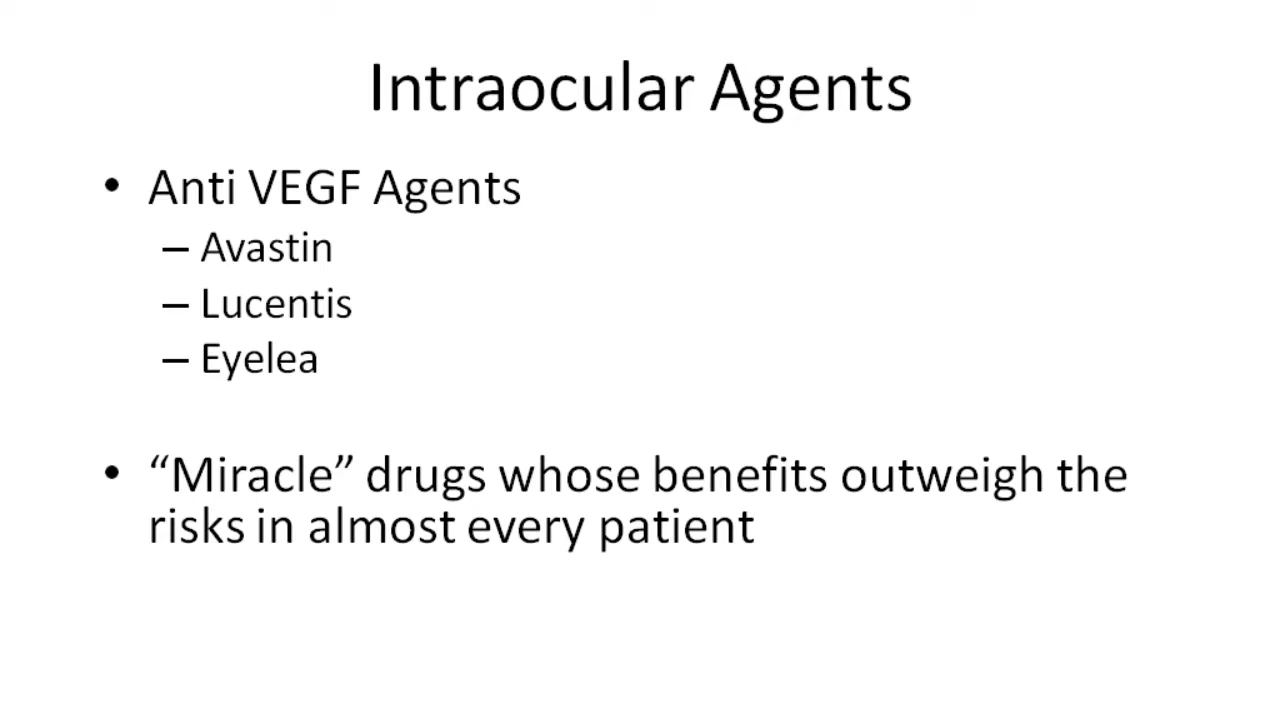 Intraocular Agents
• Anti VEGF Agents
– Avastin
– Lucentis
– Eyelea
• “Miracle” drugs whose benefits outweigh the
risks in almost every patient